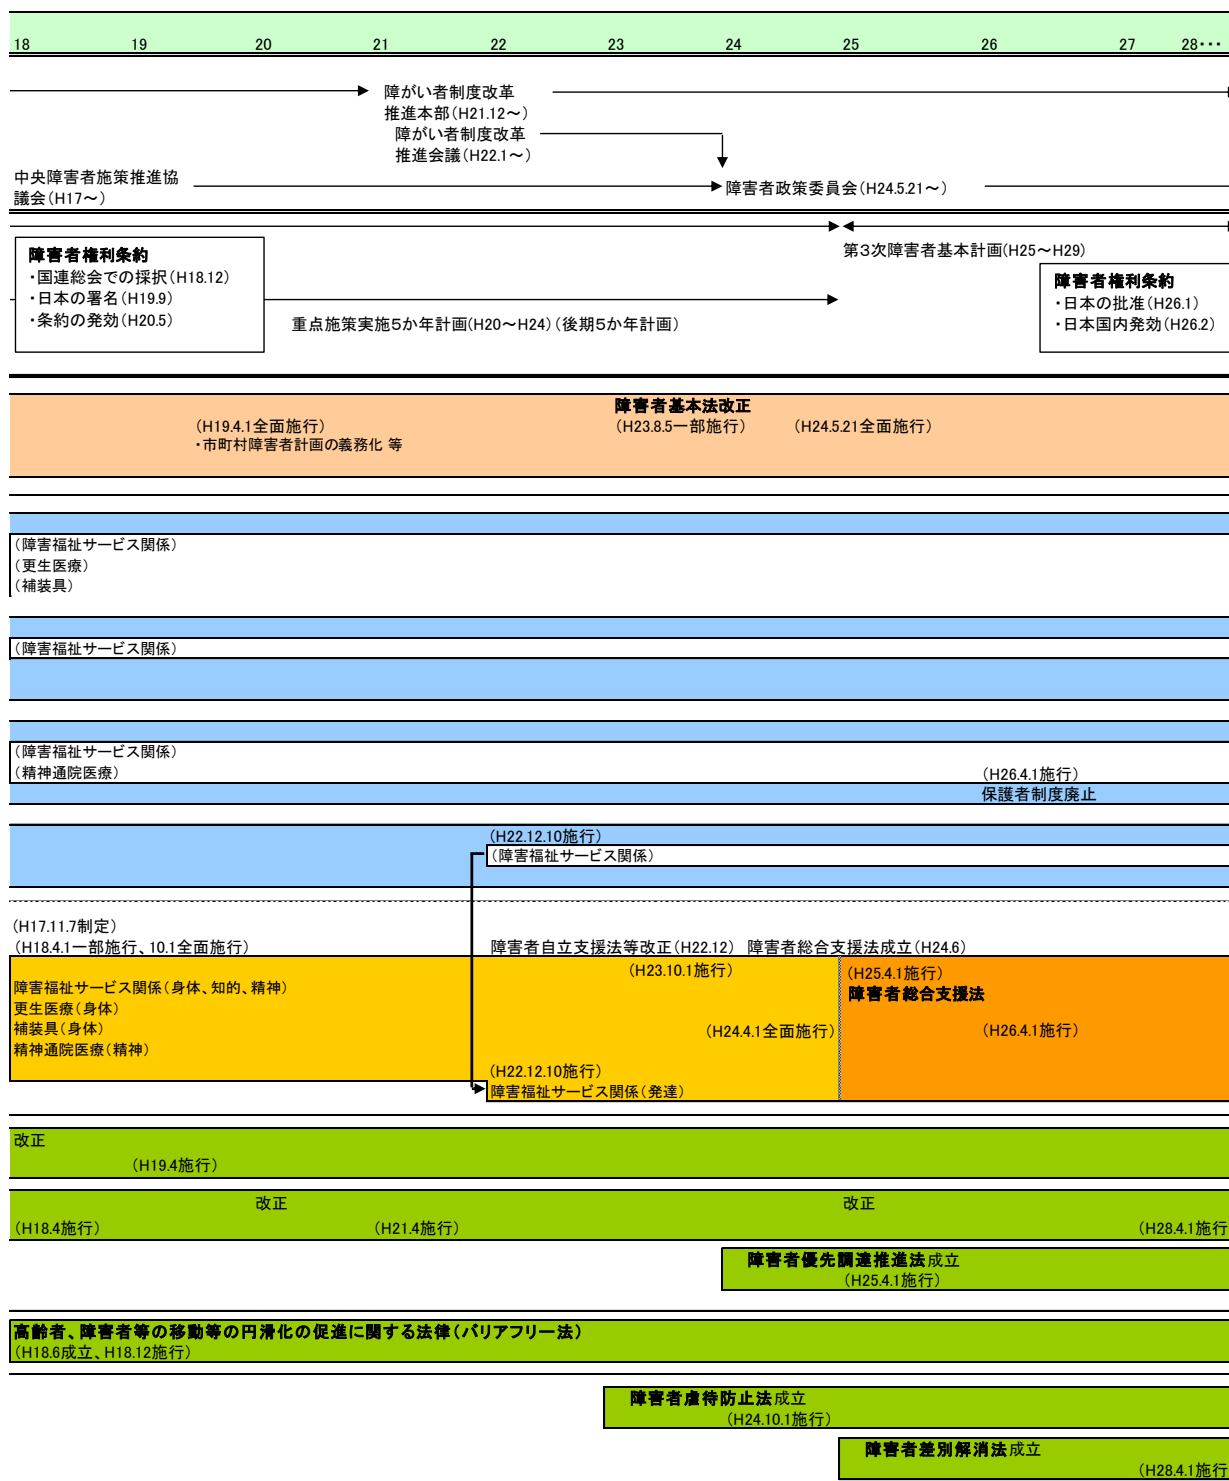 18 19 20 21 22 23 24 25 26 27 28･･･
障がい者制度改革
推進本部(H21.12～)
障がい者制度改革
推進会議(H22.1～)
中央障害者施策推進協
議会(H17～)
障害者政策委員会(H24.5.21～)
第3次障害者基本計画(H25～H29)
障害者権利条約
・国連総会での採択(H18.12)
・日本の署名(H19.9)
・条約の発効(H20.5)
重点施策実施5か年計画(H20～H24)(後期5か年計画)
障害者権利条約
・日本の批准(H26.1)
・日本国内発効(H26.2)
障害者基本法改正
(H19.4.1全面施行) (H23.8.5一部施行) (H24.5.21全面施行)
・市町村障害者計画の義務化 等
(障害福祉サービス関係)
(更生医療)
(補装具)
(障害福祉サービス関係)
(障害福祉サービス関係)
(精神通院医療) (H26.4.1施行)
保護者制度廃止
(H22.12.10施行)
(障害福祉サービス関係)
(H17.11.7制定)
(H18.4.1一部施行、10.1全面施行) 障害者自立支援法等改正(H22.12) 障害者総合支援法成立(H24.6)
(H23.10.1施行) (H25.4.1施行)
障害福祉サービス関係(身体、知的、精神) 障害者総合支援法
更生医療(身体)
補装具(身体) (H24.4.1全面施行) (H26.4.1施行)
精神通院医療(精神)
(H22.12.10施行)
障害福祉サービス関係(発達)
改正
(H19.4施行)
改正 改正
(H18.4施行) (H21.4施行) (H28.4.1施行
障害者優先調達推進法成立
(H25.4.1施行)
高齢者、障害者等の移動等の円滑化の促進に関する法律(バリアフリー法)
(H18.6成立、H18.12施行)
障害者虐待防止法成立
(H24.10.1施行)
障害者差別解消法成立
(H28.4.1施行